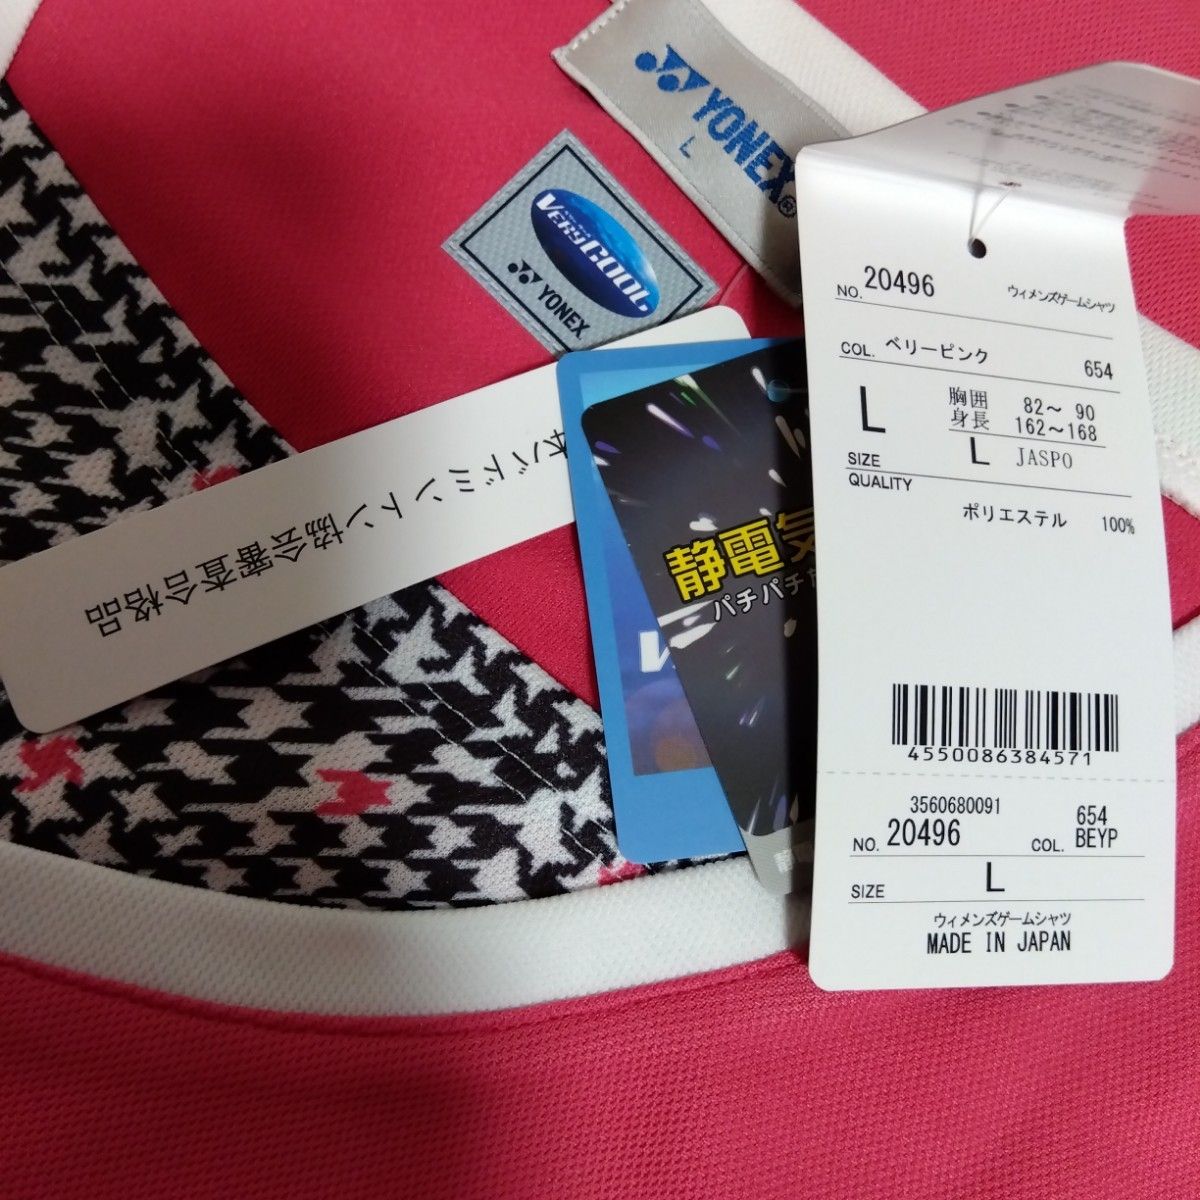 YONEX®
L
VERYCOOL
YONEX
本バドミントン協会審査合格品
静電気
パチパチ
NO. 20496 ウィメンズゲームシャツ
COL. ベリーピンク 654
L 胸囲 82～ 90
身長 162～168
SIZE L JASPO
QUALITY
ポリエステル 100%
4550086384571
3560680091
NO. 20496 COL. 654 BEYP
SIZE L
ウィメンズゲームシャツ
MADE IN JAPAN